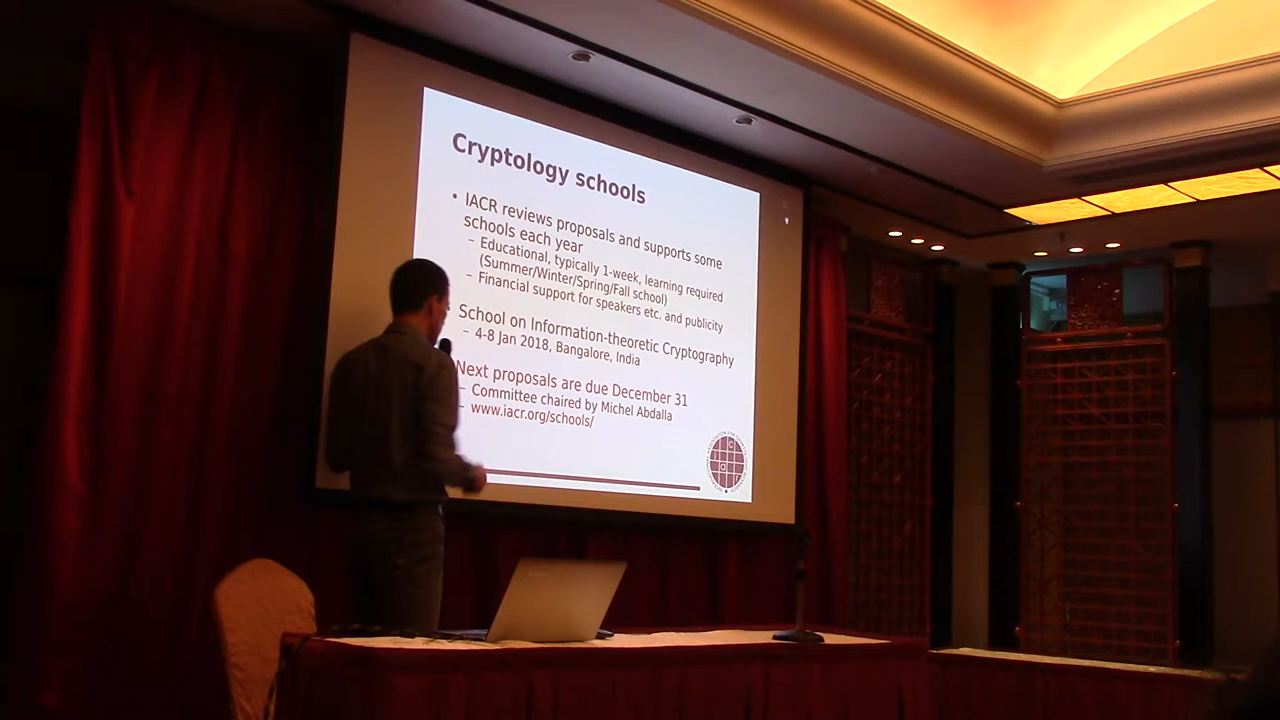 Cryptology schools
• IACR reviews proposals and supports some
schools each year
– Educational, typically 1-week, learning required
(Summer/Winter/Spring/Fall school)
– Financial support for speakers etc. and publicity
School on Information-theoretic Cryptography
– 4-8 Jan 2018, Bangalore, India
Next proposals are due December 31
– Committee chaired by Michel Abdalla
– www.iacr.org/schools/